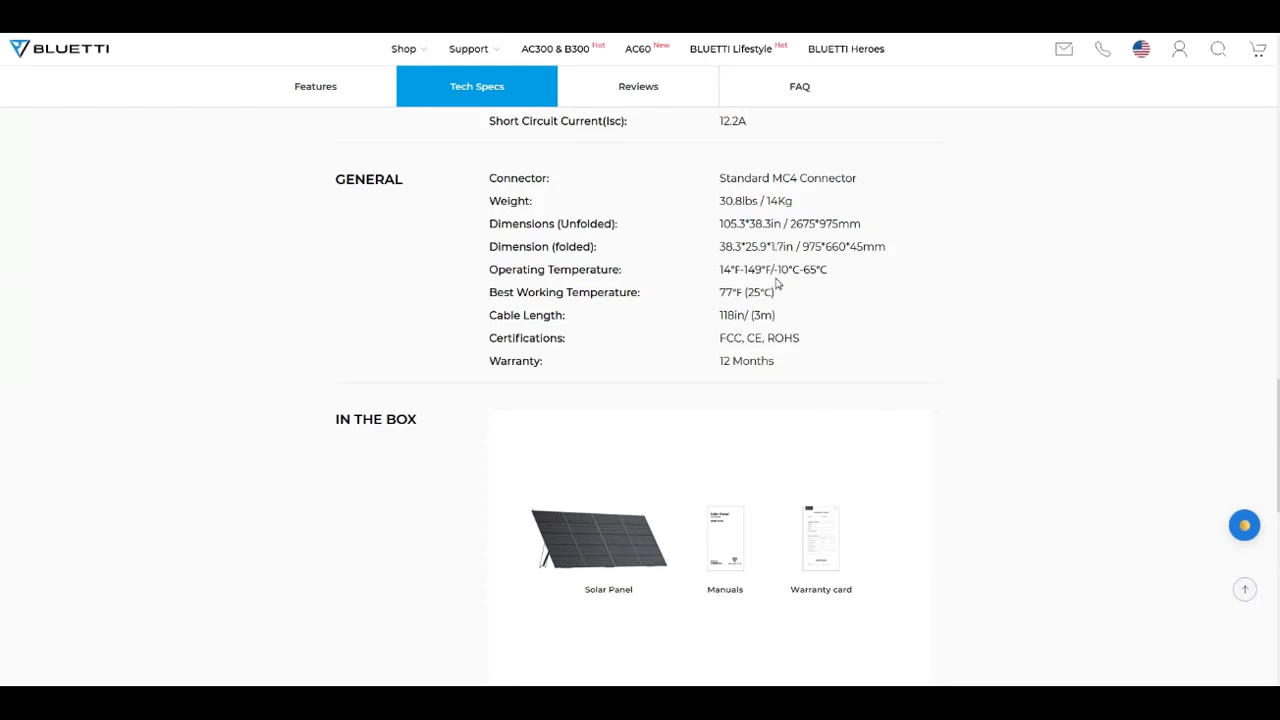 BLUETTI
Shop
Support
AC300 & B300 Hot
AC60 New
BLUETTI Lifestyle Hot
BLUETTI Heroes
Features
Tech Specs
Reviews
FAQ
Short Circuit Current(Isc): 12.2A
GENERAL
Connector: Standard MC4 Connector
Weight: 30.8lbs / 14Kg
Dimensions (Unfolded): 105.3*38.3in / 2675*975mm
Dimension (folded): 38.3*25.9*1.7in / 975*660*45mm
Operating Temperature: 14°F-149°F/-10°C-65°C
Best Working Temperature: 77°F (25°C)
Cable Length: 118in/ (3m)
Certifications: FCC, CE, ROHS
Warranty: 12 Months
IN THE BOX
Solar Panel
Solar Panel
Manuals
Warranty card